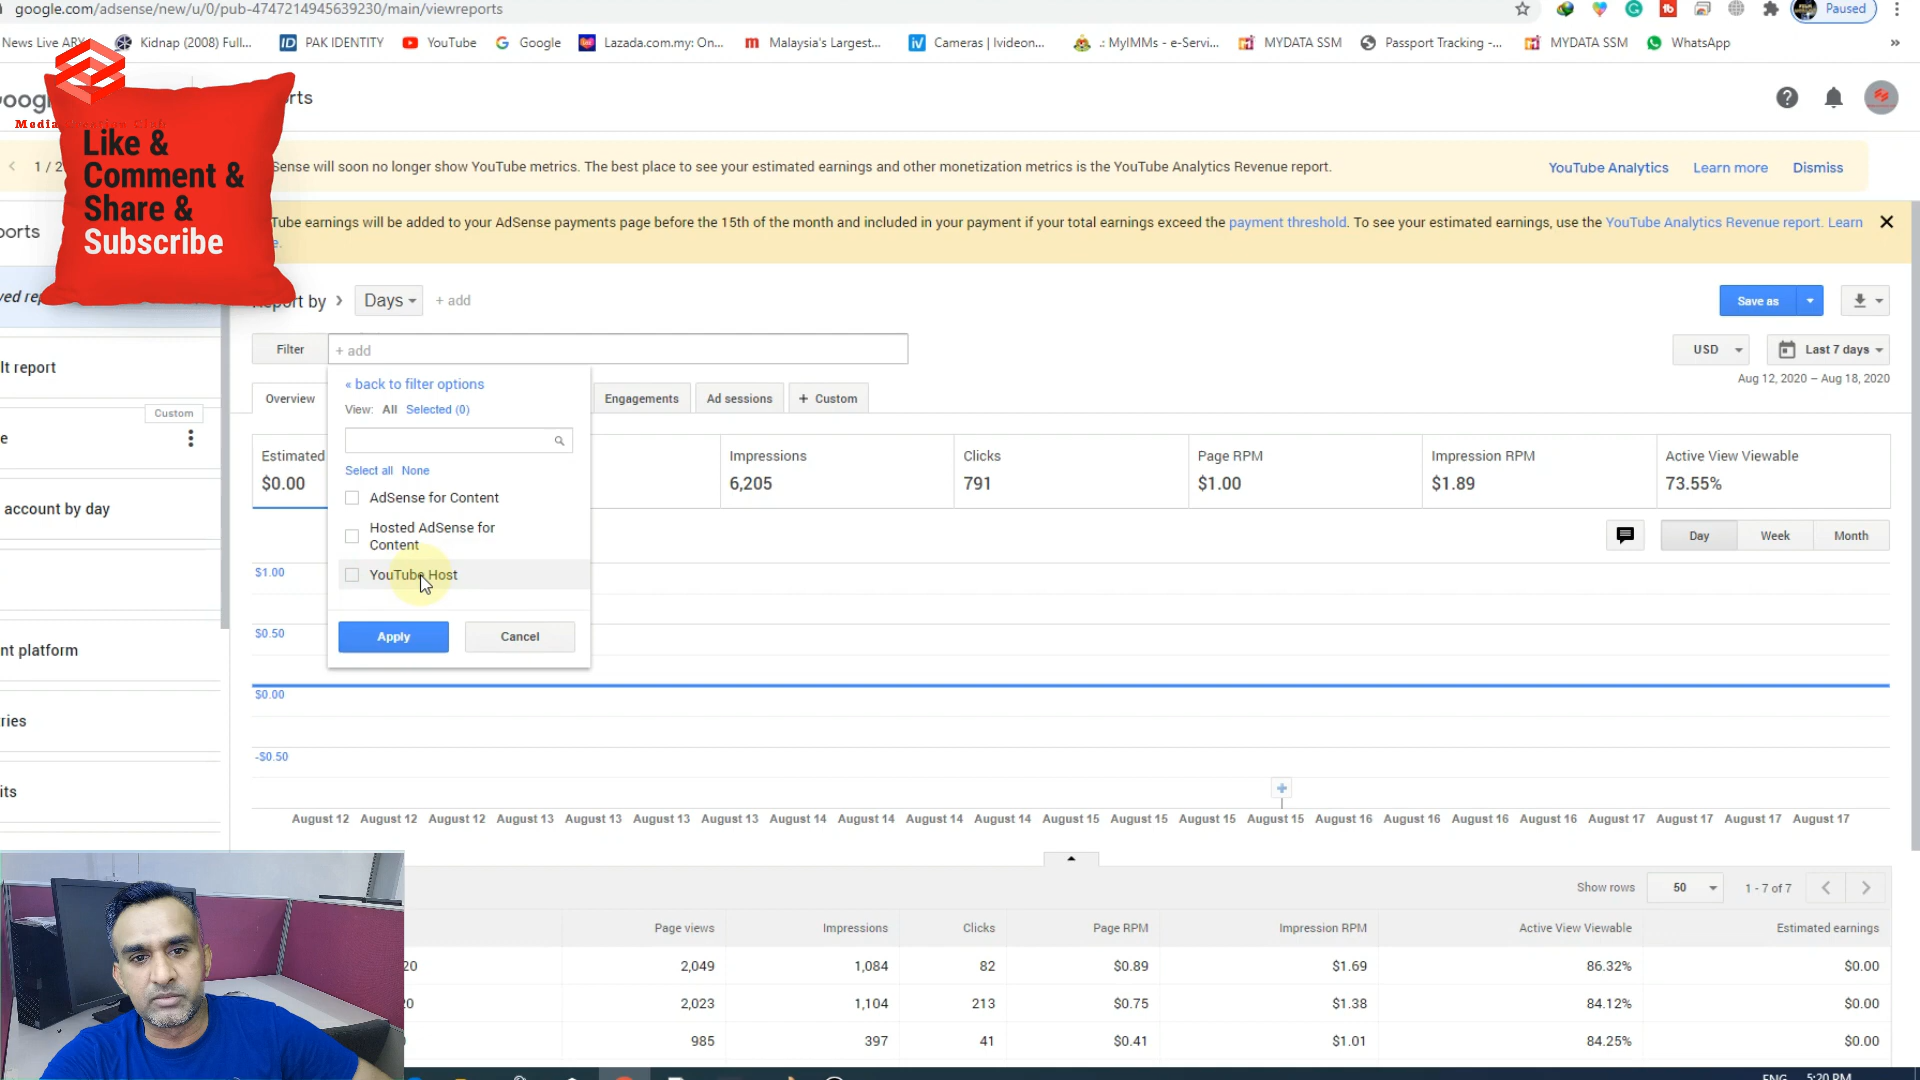 google.com/adsense/new/u/0/pub-4747214945639230/main/viewreports
Paused
News Live ARY
Kidnap (2008) Full...
PAK IDENTITY
YouTube
Google
Lazada.com.my: On...
Malaysia's Largest...
Cameras | Ivideon...
.: MyIMMs - e-Servi...
MYDATA SSM
Passport Tracking -...
MYDATA SSM
WhatsApp
»
Like &
Comment &
Share &
Subscribe
1 / 2
Sense will soon no longer show YouTube metrics. The best place to see your estimated earnings and other monetization metrics is the YouTube Analytics Revenue report.
YouTube Analytics
Learn more
Dismiss
Tube earnings will be added to your AdSense payments page before the 15th of the month and included in your payment if your total earnings exceed the payment threshold. To see your estimated earnings, use the YouTube Analytics Revenue report. Learn
e.
orts
ved rep
lt report
Custom
e
account by day
nt platform
ries
its
Report by
Days
+ add
Save as
Filter
+ add
USD
Last 7 days
Aug 12, 2020 – Aug 18, 2020
« back to filter options
View: All Selected (0)
Select all None
AdSense for Content
Hosted AdSense for
Content
YouTube Host
Apply
Cancel
Overview
Engagements
Ad sessions
+ Custom
Estimated
$0.00
Impressions
6,205
Clicks
791
Page RPM
$1.00
Impression RPM
$1.89
Active View Viewable
73.55%
Day
Week
Month
$1.00
$0.50
$0.00
-$0.50
August 12 August 12 August 12 August 13 August 13 August 13 August 13 August 14 August 14 August 14 August 14 August 15 August 15 August 15 August 15 August 16 August 16 August 16 August 16 August 17 August 17 August 17 August 17
Show rows
50
1 - 7 of 7
Page views
Impressions
Clicks
Page RPM
Impression RPM
Active View Viewable
Estimated earnings
20
2,049
1,084
82
$0.89
$1.69
86.32%
$0.00
2,023
1,104
213
$0.75
$1.38
84.12%
$0.00
985
397
41
$0.41
$1.01
84.25%
$0.00
ENG
5:20 PM